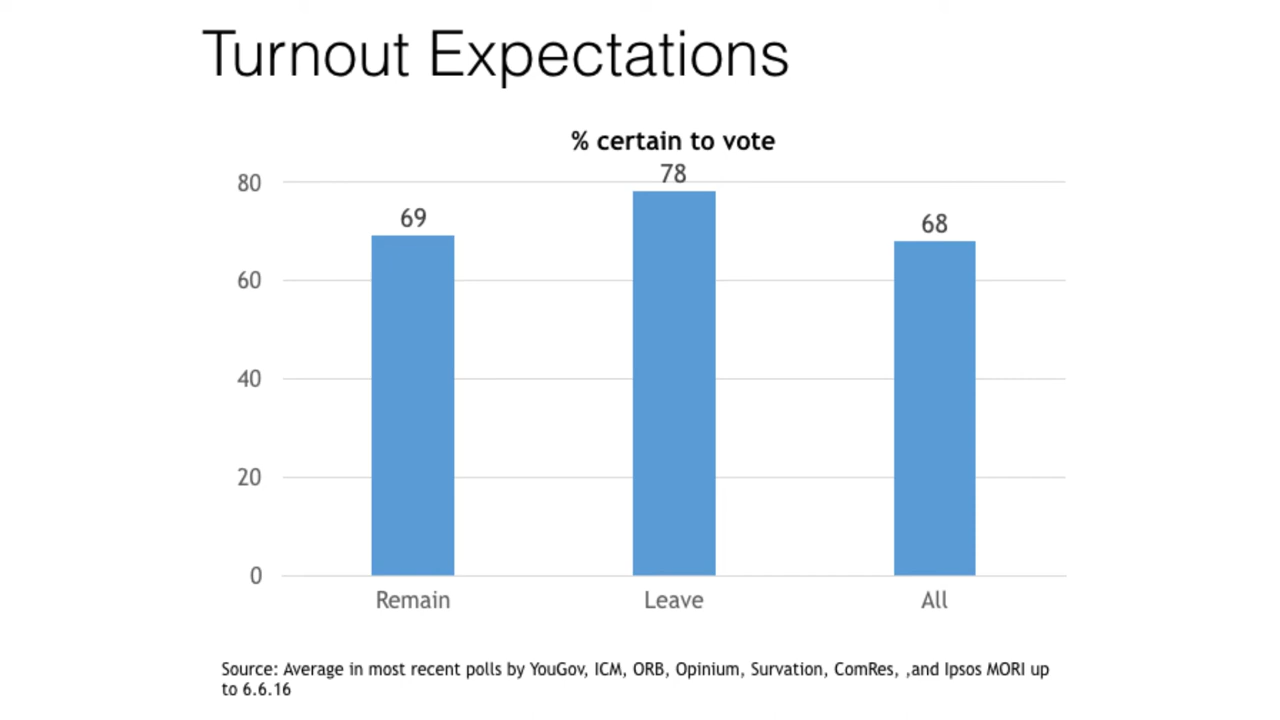 Turnout Expectations
% certain to vote
80
60
40
20
0
69
78
68
Remain
Leave
All
Source: Average in most recent polls by YouGov, ICM, ORB, Opinium, Survation, ComRes, ,and Ipsos MORI up
to 6.6.16